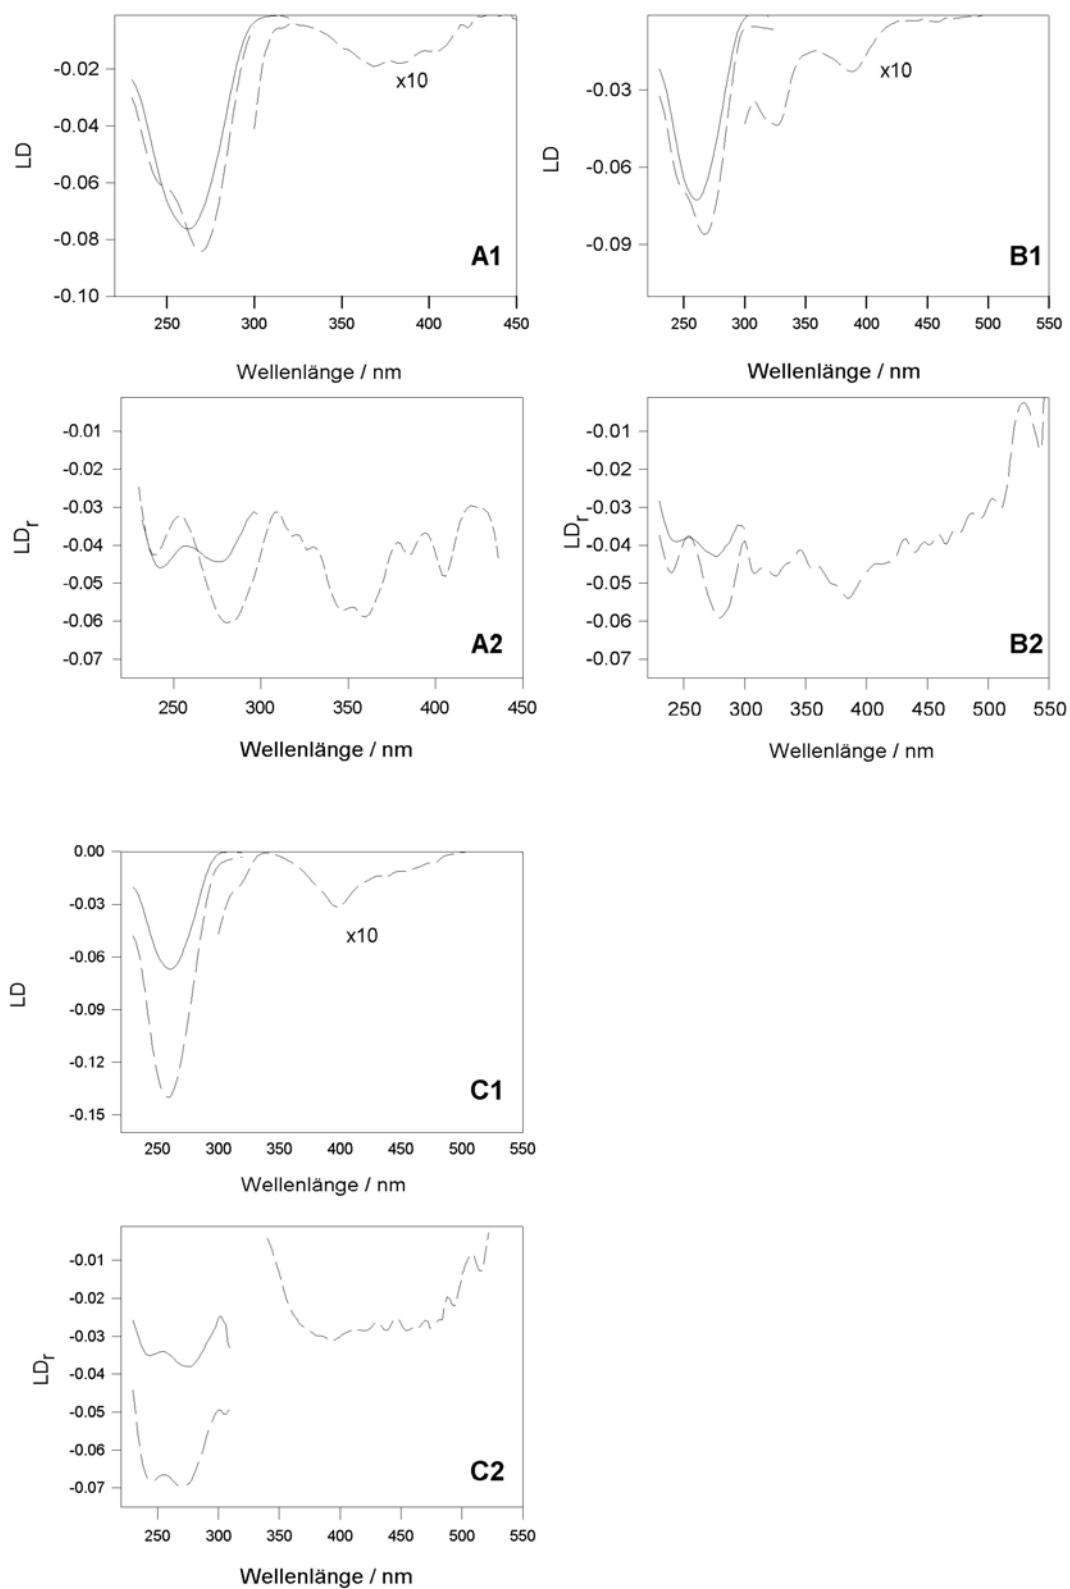 LD
-0.02
-0.04
-0.06
-0.08
-0.10
x10
A1
250 300 350 400 450
Wellenlänge / nm
LD
-0.03
-0.06
-0.09
x10
B1
250 300 350 400 450 500 550
Wellenlänge / nm
LDr
-0.01
-0.02
-0.03
-0.04
-0.05
-0.06
-0.07
A2
250 300 350 400 450
Wellenlänge / nm
LDr
-0.01
-0.02
-0.03
-0.04
-0.05
-0.06
-0.07
B2
250 300 350 400 450 500 550
Wellenlänge / nm
LD
0.00
-0.03
-0.06
-0.09
-0.12
-0.15
x10
C1
250 300 350 400 450 500 550
Wellenlänge / nm
LDr
-0.01
-0.02
-0.03
-0.04
-0.05
-0.06
-0.07
C2
250 300 350 400 450 500 550
Wellenlänge / nm